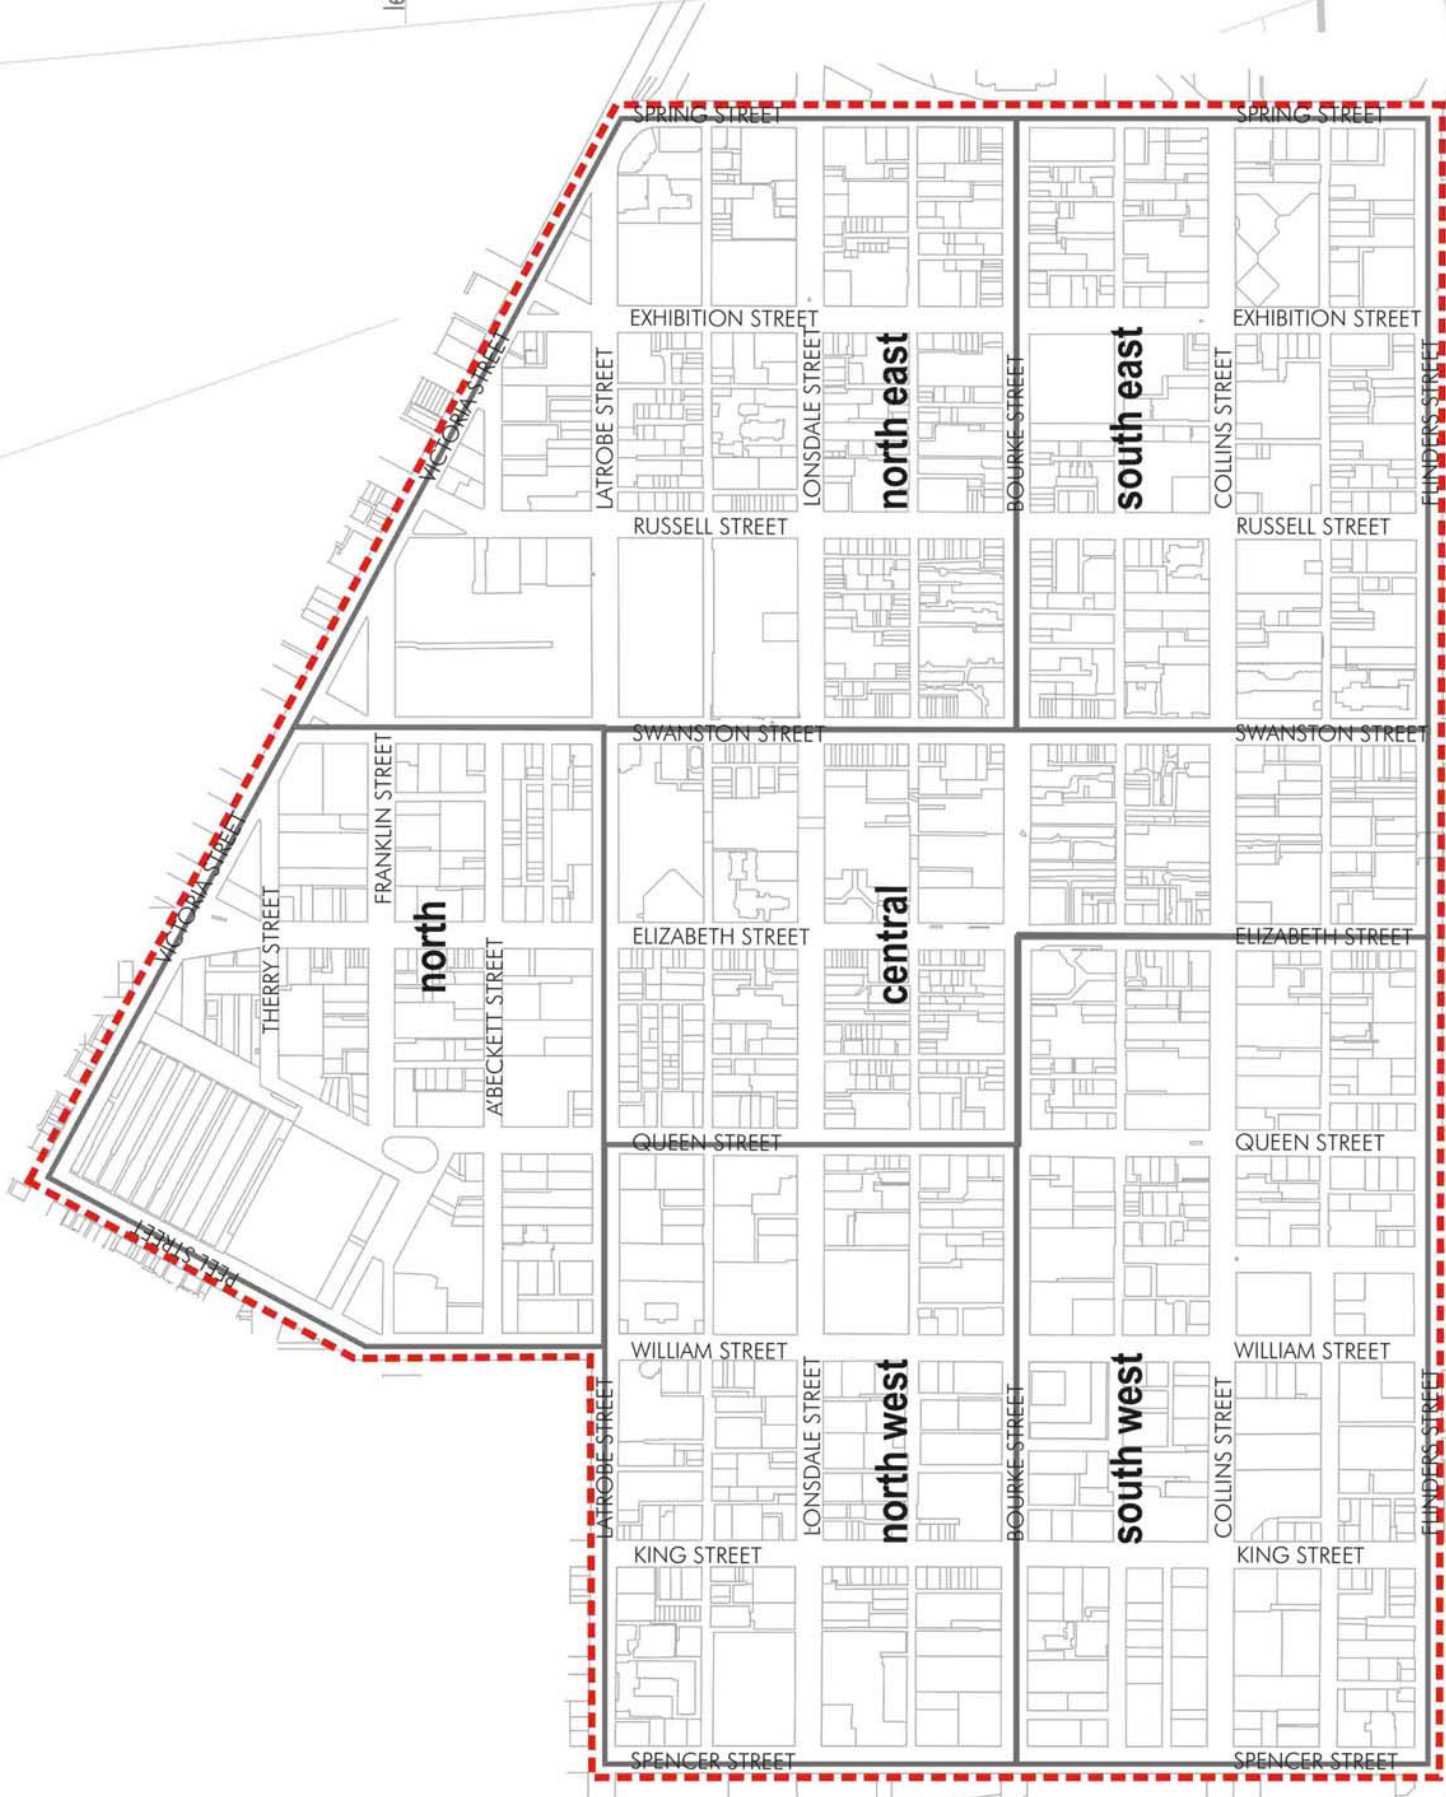 SPRING STREET
SPRING STREET
EXHIBITION STREET
EXHIBITION STREET
VICTORIA STREET
LATROBE STREET
LONSDALE STREET
north east
BOURKE STREET
south east
COLLINS STREET
FLINDERS STREET
RUSSELL STREET
RUSSELL STREET
SWANSTON STREET
SWANSTON STREET
VICTORIA STREET
THERRY STREET
FRANKLIN STREET
north
A'BECKETT STREET
central
ELIZABETH STREET
ELIZABETH STREET
QUEEN STREET
QUEEN STREET
PEEL STREET
WILLIAM STREET
WILLIAM STREET
LATROBE STREET
LONSDALE STREET
north west
BOURKE STREET
south west
COLLINS STREET
FLINDERS STREET
KING STREET
KING STREET
SPENCER STREET
SPENCER STREET